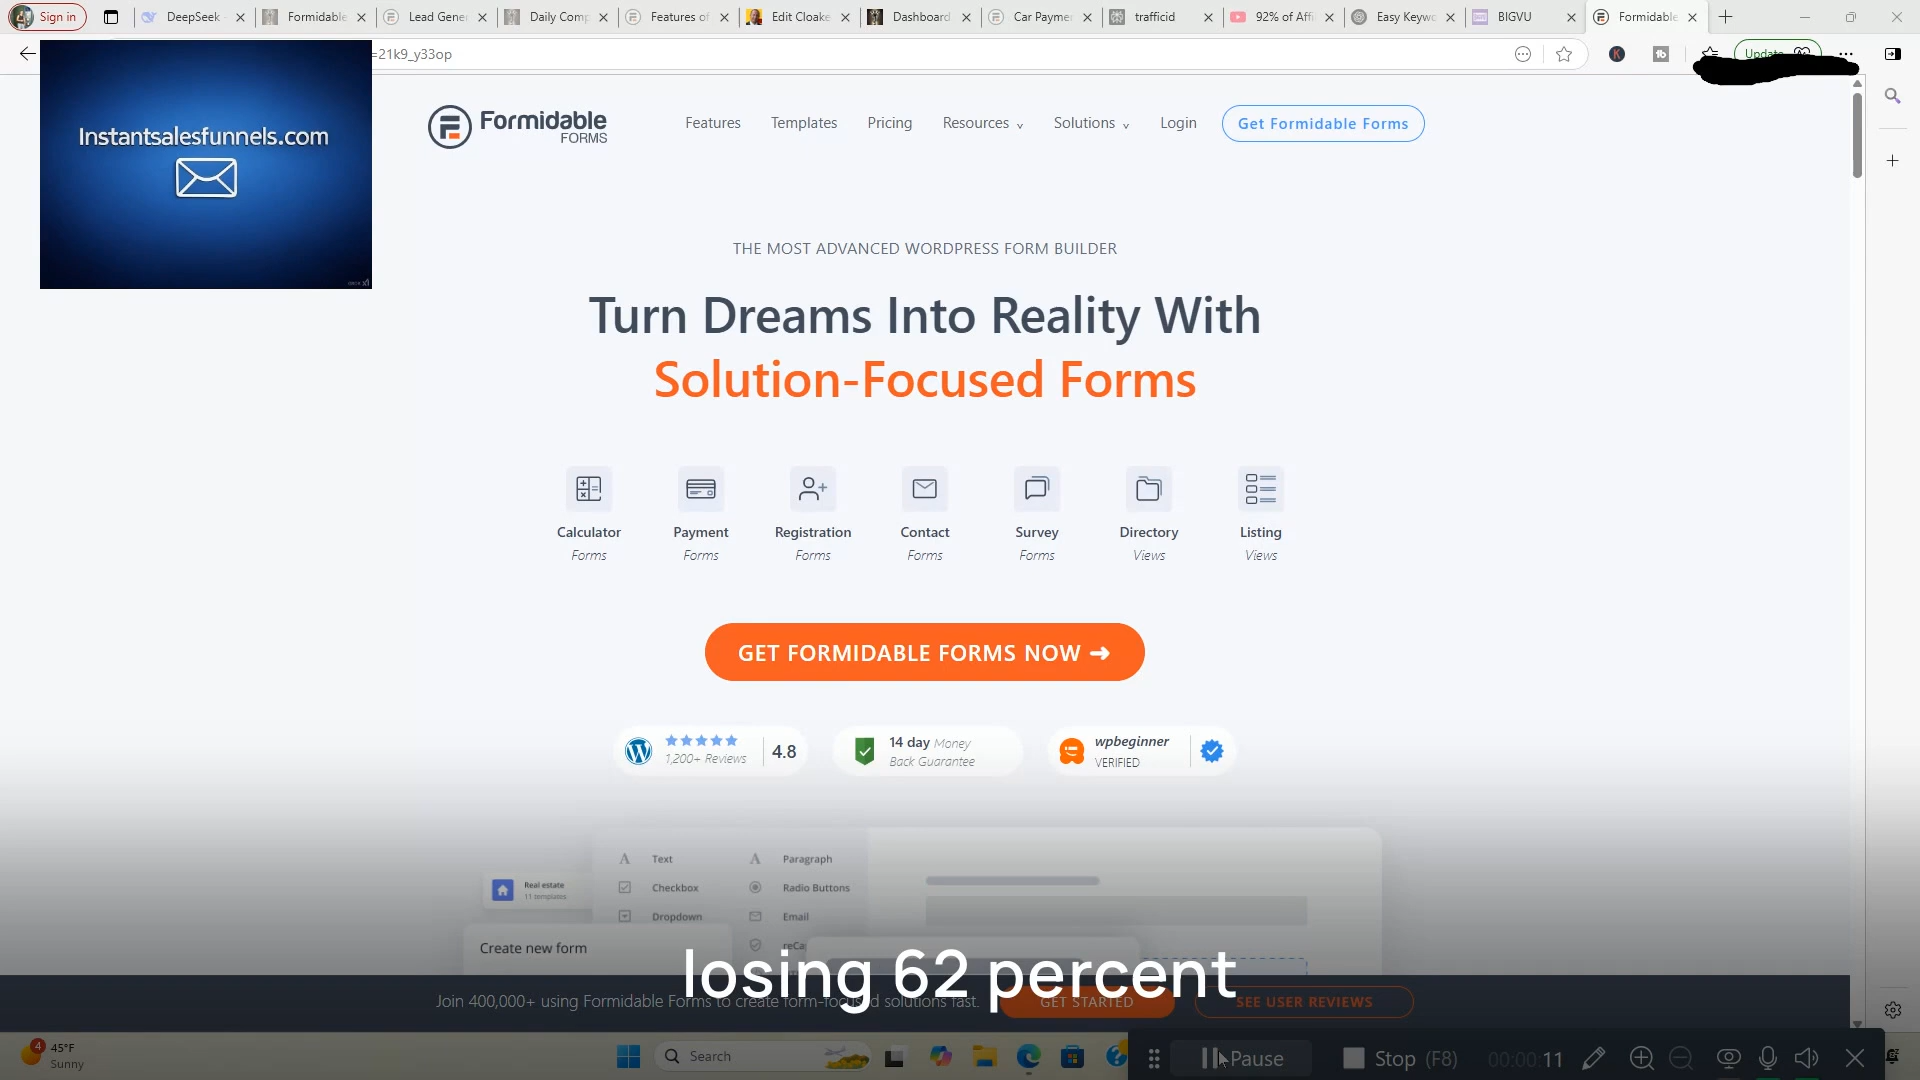 Sign in
DeepSeek -
Formidable
Lead Gene
Daily Comp
Features of
Edit Cloake
Dashboard
Car Payme
trafficid
92% of Affi
Easy Keywo
BIGVU
Formidable
=21k9_y33op
Update
Instantsalesfunnels.com
Formidable
FORMS
Features
Templates
Pricing
Resources
Solutions
Login
Get Formidable Forms
THE MOST ADVANCED WORDPRESS FORM BUILDER
Turn Dreams Into Reality With
Solution-Focused Forms
Calculator
Forms
Payment
Forms
Registration
Forms
Contact
Forms
Survey
Forms
Directory
Views
Listing
Views
GET FORMIDABLE FORMS NOW ➜
1,200+ Reviews
4.8
14 day Money
Back Guarantee
wpbeginner
VERIFIED
Real estate
11 templates
Create new form
A Text
Checkbox
Dropdown
A Paragraph
Radio Buttons
Email
reCa
losing 62 percent
Join 400,000+ using Formidable Forms to create form-focused solutions fast.
GET STARTED
SEE USER REVIEWS
4
45°F
Sunny
Search
Pause
Stop (F8)
00:00:11